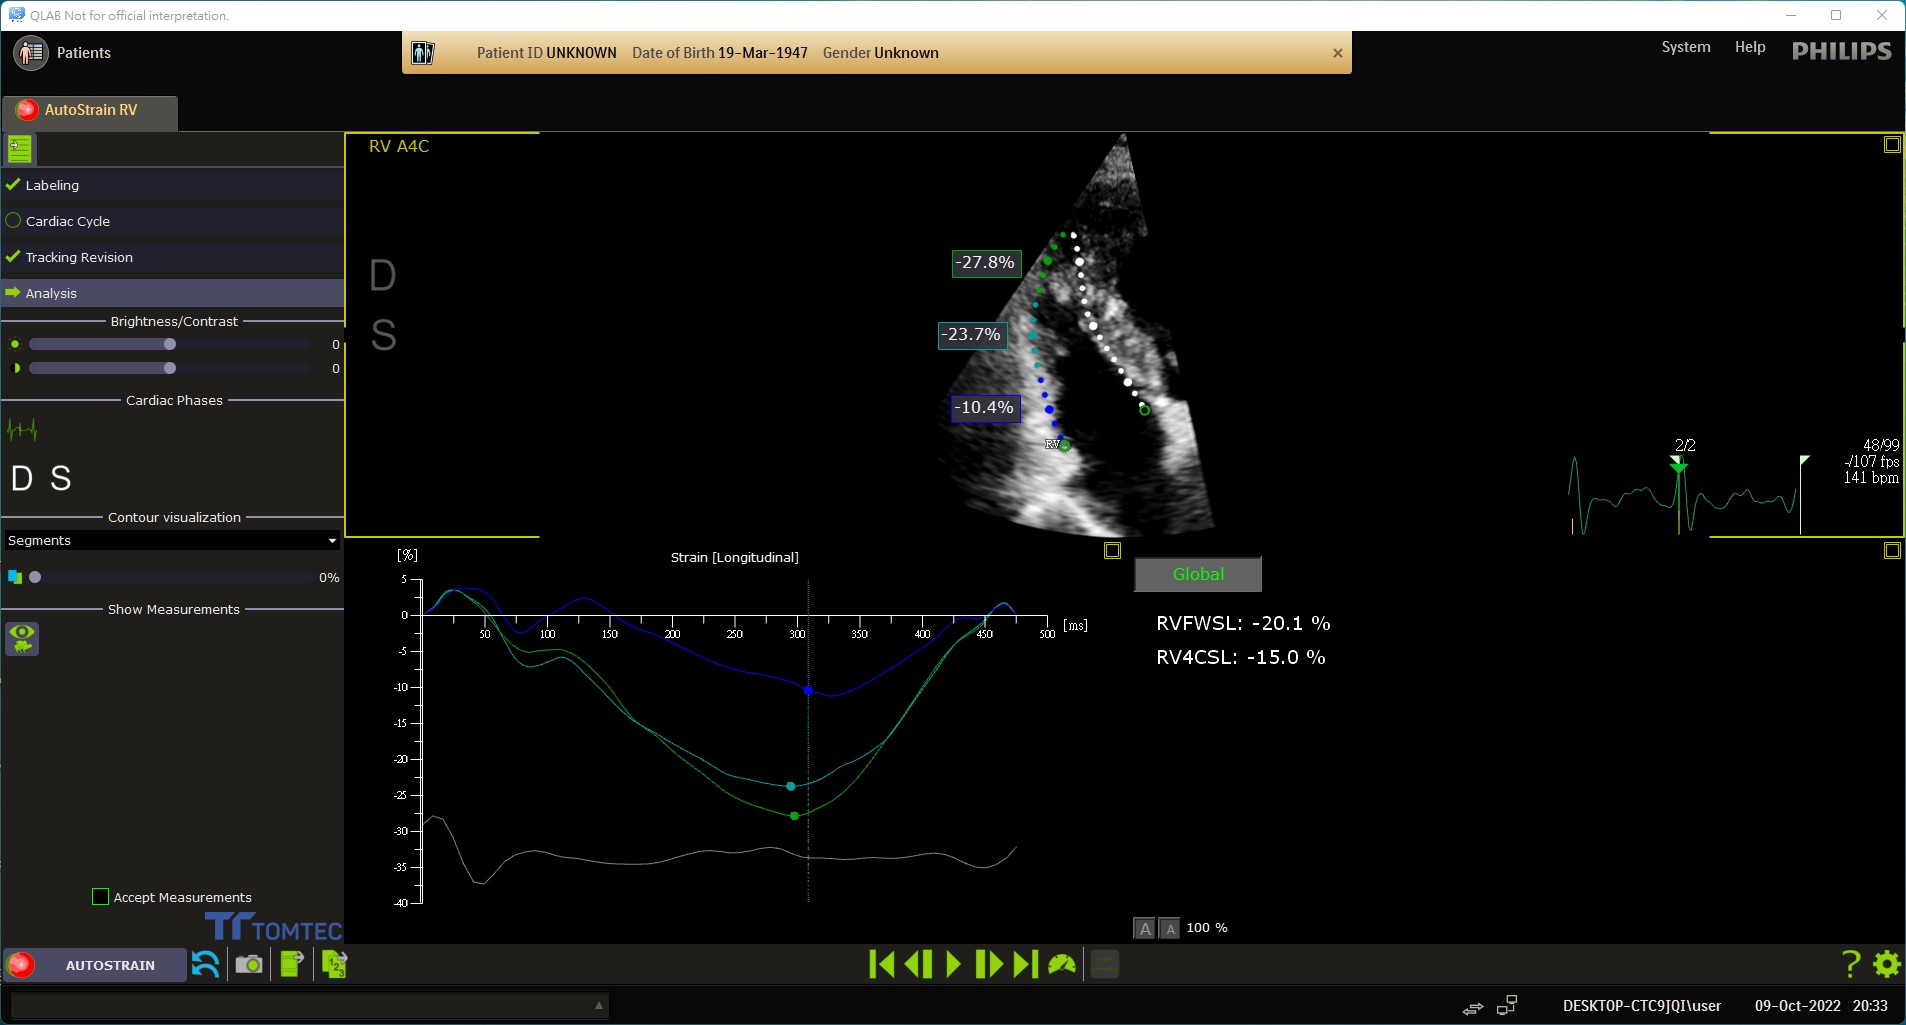 QLAB Not for official interpretation.
Patients
Patient ID UNKNOWN Date of Birth 19-Mar-1947 Gender Unknown
System Help PHILIPS
AutoStrain RV
Labeling
Cardiac Cycle
Tracking Revision
Analysis
Brightness/Contrast
0
0
Cardiac Phases
D S
Contour visualization
Segments
0%
Show Measurements
Accept Measurements
TOMTEC
RV A4C
D
S
-27.8%
-23.7%
-10.4%
RV
2/2
48/99
-/107 fps
141 bpm
[%]
Strain [Longitudinal]
5
0
-5
-10
-15
-20
-25
-30
-35
-40
50 100 150 200 250 300 350 400 450 500 [ms]
Global
RVFWSL: -20.1 %
RV4CSL: -15.0 %
A A 100 %
AUTOSTRAIN
123
?
DESKTOP-CTC9JQI\user 09-Oct-2022 20:33